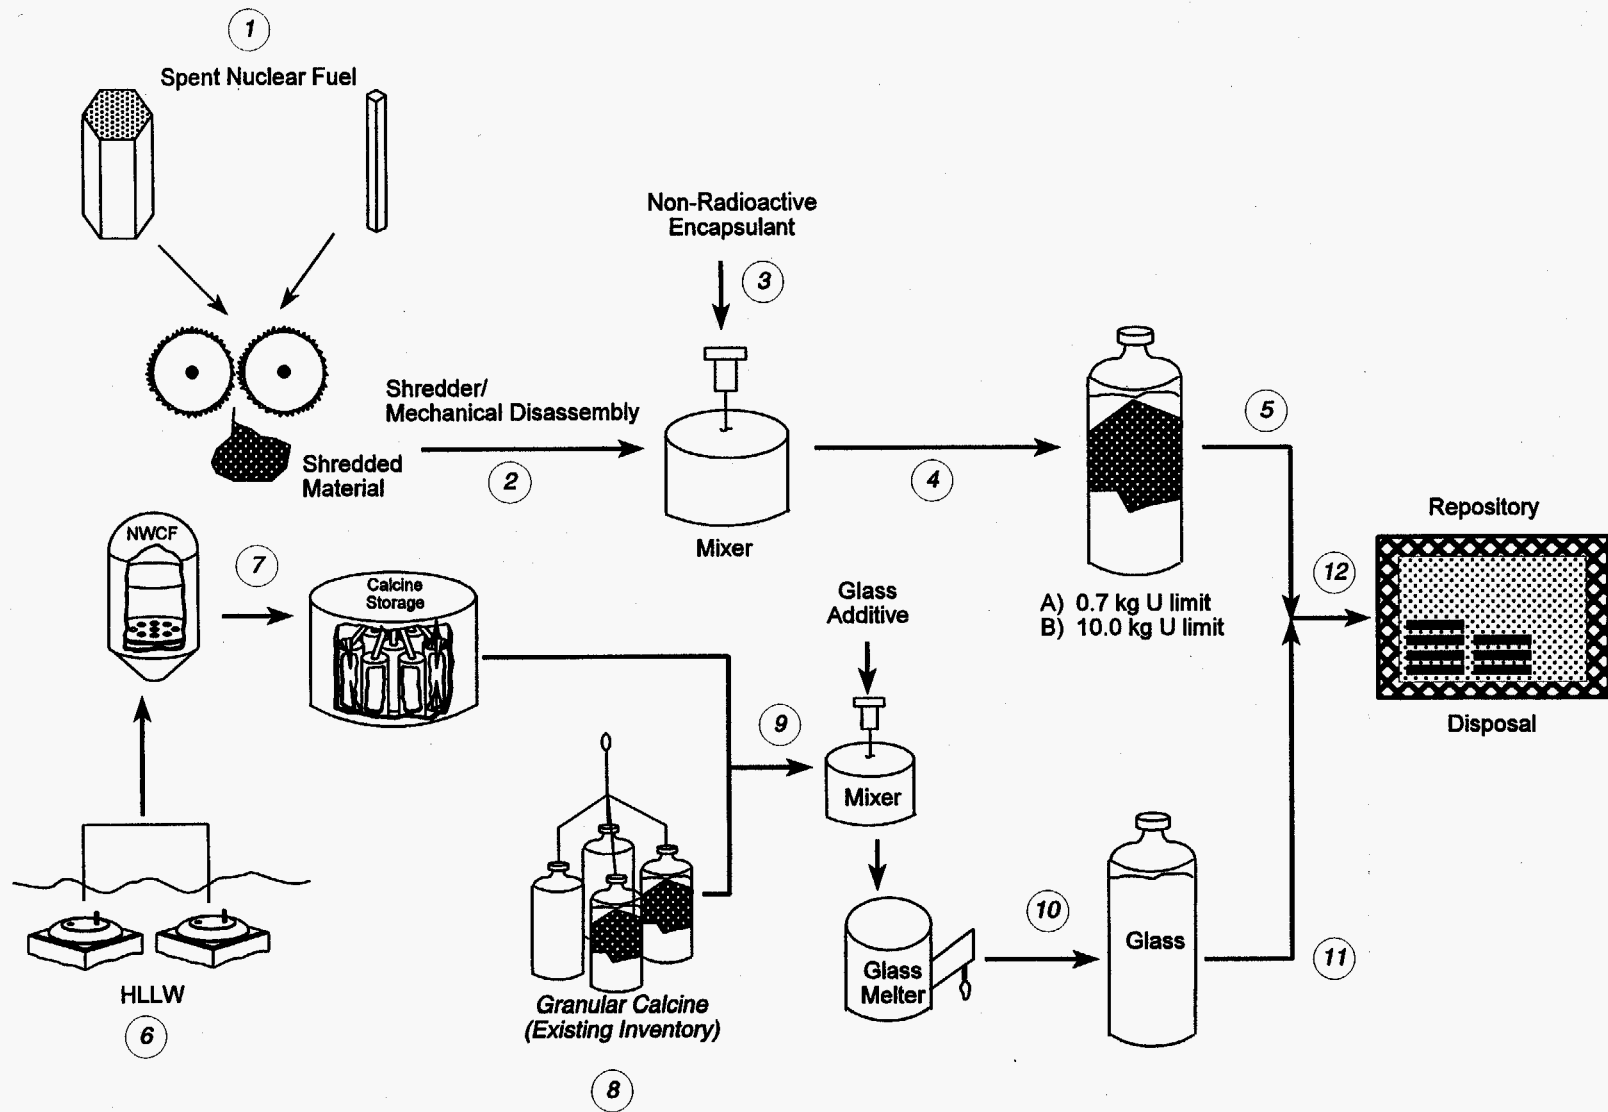 1
Spent Nuclear Fuel
Non-Radioactive
Encapsulant
3
Shredder/
Mechanical Disassembly
2
Shredded
Material
Mixer
4
5
A) 0.7 kg U limit
B) 10.0 kg U limit
Repository
12
Disposal
NWCF
7
Calcine
Storage
Glass
Additive
9
Mixer
HLLW
6
Granular Calcine
(Existing Inventory)
8
Glass
Melter
10
Glass
11